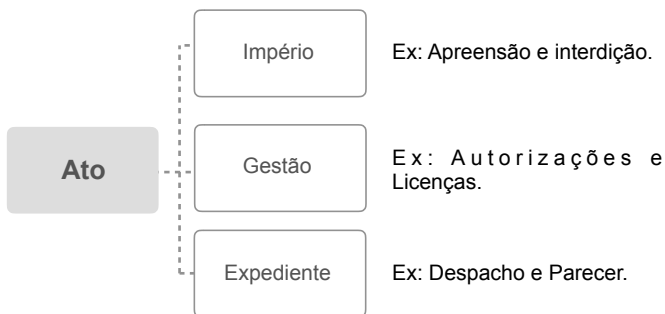 Ato
Império
Ex: Apreensão e interdição.
Gestão
Ex: Autorizações e
Licenças.
Expediente
Ex: Despacho e Parecer.